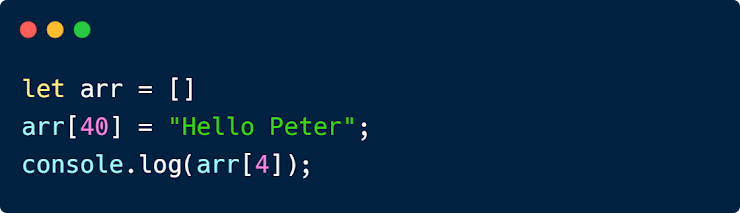 let arr = []
arr[40] = "Hello Peter";
console.log(arr[4]);